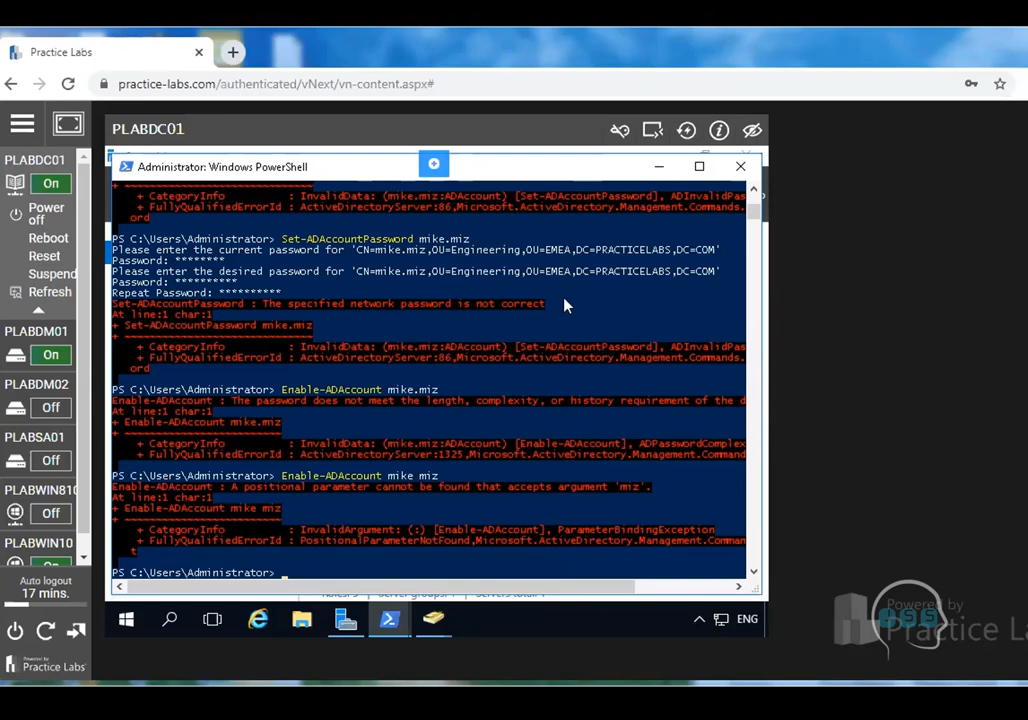 Practice Labs
practice-labs.com/authenticated/vNext/vn-content.aspx#
PLABDC01
PLABDC01
On
Power off
Reboot
Reset
Suspend
Refresh
PLABDM01
On
PLABDM02
Off
PLABSA01
Off
PLABWIN810
Off
PLABWIN10
Auto logout
17 mins.
Powered by
Practice Labs
Administrator: Windows PowerShell
+ CategoryInfo : InvalidData: (mike.miz:ADAccount) [Set-ADAccountPassword], ADInvalidPas
+ FullyQualifiedErrorId : ActiveDirectoryServer:86,Microsoft.ActiveDirectory.Management.Commands.
ord
PS C:\Users\Administrator> Set-ADAccountPassword mike.miz
Please enter the current password for 'CN=mike.miz,OU=Engineering,OU=EMEA,DC=PRACTICELABS,DC=COM'
Password: ********
Please enter the desired password for 'CN=mike.miz,OU=Engineering,OU=EMEA,DC=PRACTICELABS,DC=COM'
Password: **********
Repeat Password: **********
Set-ADAccountPassword : The specified network password is not correct
At line:1 char:1
+ Set-ADAccountPassword mike.miz
+ ~~~~~~~~~~~~~~~~~~~~~~~~~~~~~~
+ CategoryInfo : InvalidData: (mike.miz:ADAccount) [Set-ADAccountPassword], ADInvalidPas
+ FullyQualifiedErrorId : ActiveDirectoryServer:86,Microsoft.ActiveDirectory.Management.Commands.
ord
PS C:\Users\Administrator> Enable-ADAccount mike.miz
Enable-ADAccount : The password does not meet the length, complexity, or history requirement of the d
At line:1 char:1
+ Enable-ADAccount mike.miz
+ ~~~~~~~~~~~~~~~~~~~~~~~~~
+ CategoryInfo : InvalidData: (mike.miz:ADAccount) [Enable-ADAccount], ADPasswordComplex
+ FullyQualifiedErrorId : ActiveDirectoryServer:1325,Microsoft.ActiveDirectory.Management.Command
PS C:\Users\Administrator> Enable-ADAccount mike miz
Enable-ADAccount : A positional parameter cannot be found that accepts argument 'miz'.
At line:1 char:1
+ Enable-ADAccount mike miz
+ ~~~~~~~~~~~~~~~~~~~~~~~~~
+ CategoryInfo : InvalidArgument: (:) [Enable-ADAccount], ParameterBindingException
+ FullyQualifiedErrorId : PositionalParameterNotFound,Microsoft.ActiveDirectory.Management.Comman
t
PS C:\Users\Administrator>
ENG
Powered by
Practice La